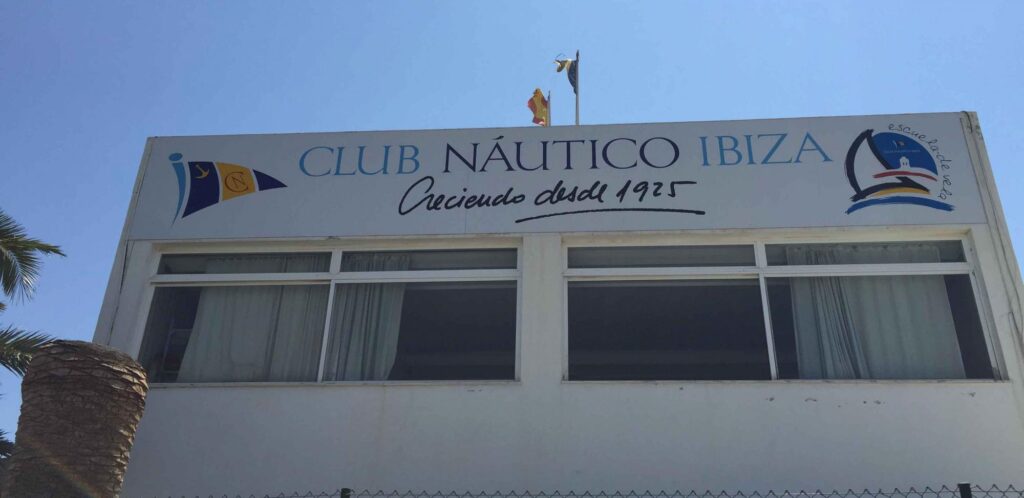 CLUB NÁUTICO IBIZA
Creciendo desde 1925
escuela de vela